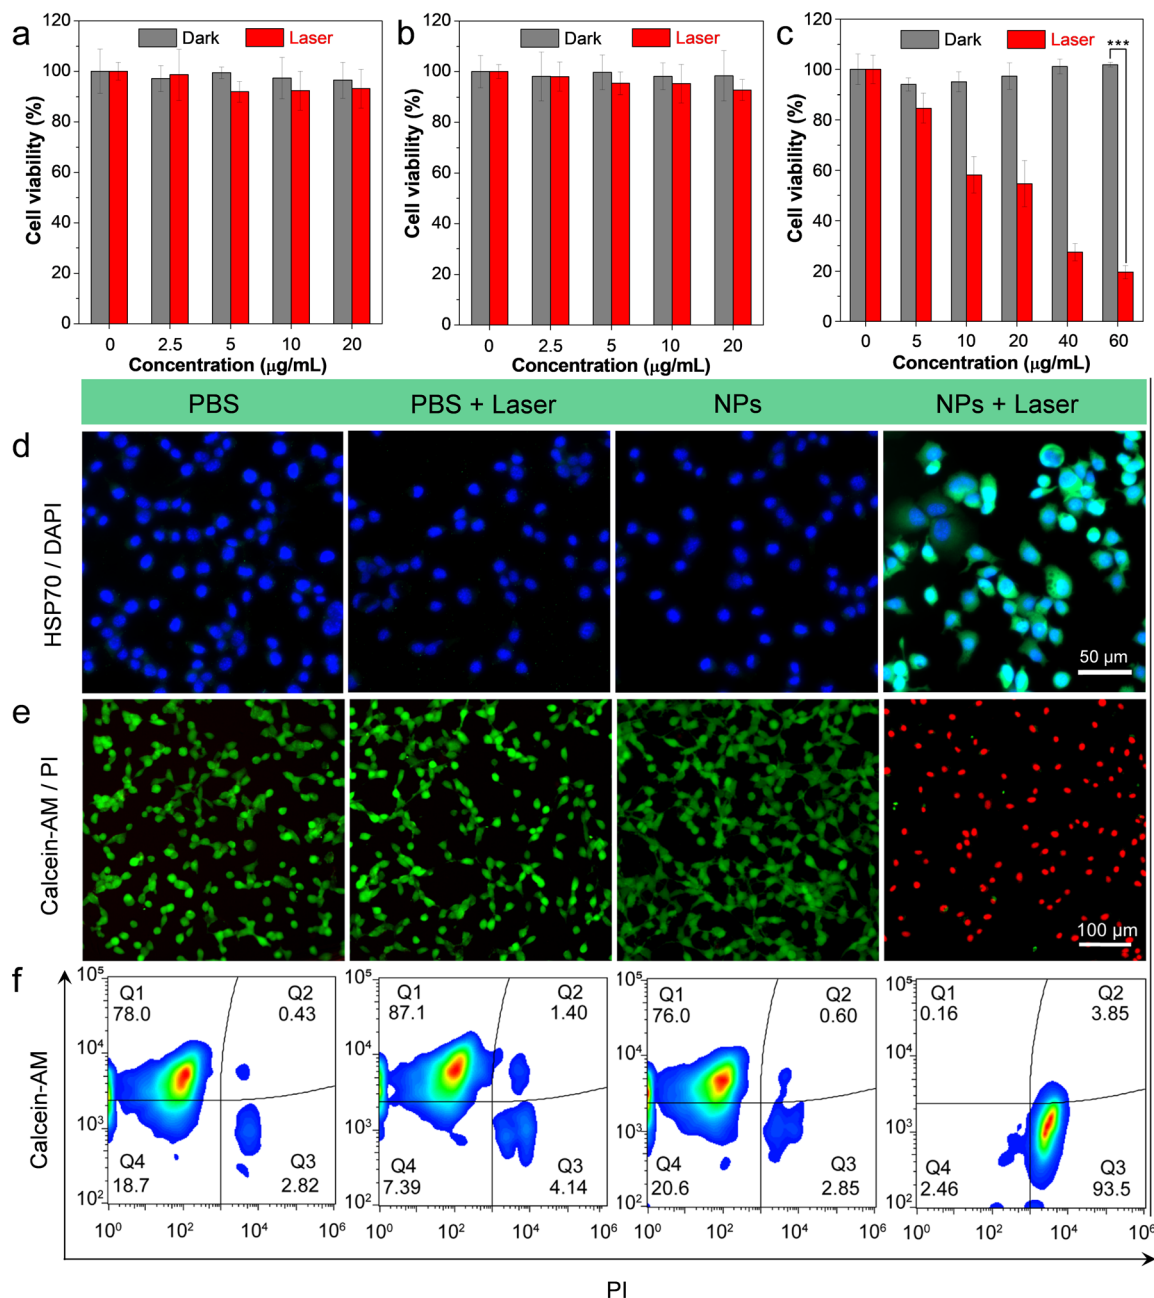 a
Dark
Laser
Cell viability (%)
120
100
80
60
40
20
0
0
2.5
5
10
20
Concentration (μg/mL)
b
Dark
Laser
Cell viability (%)
120
100
80
60
40
20
0
0
2.5
5
10
20
Concentration (μg/mL)
c
Dark
Laser
***
Cell viability (%)
120
100
80
60
40
20
0
0
5
10
20
40
60
Concentration (μg/mL)
PBS
PBS + Laser
NPs
NPs + Laser
d
HSP70 / DAPI
50 μm
e
Calcein-AM / PI
100 μm
f
Calcein-AM
10⁵
10⁴
10³
10²
Q1
78.0
Q2
0.43
Q4
18.7
Q3
2.82
10⁰
10²
10⁴
10⁶
10⁵
10⁴
10³
10²
Q1
87.1
Q2
1.40
Q4
7.39
Q3
4.14
10⁰
10²
10⁴
10⁶
10⁵
10⁴
10³
10²
Q1
76.0
Q2
0.60
Q4
20.6
Q3
2.85
10⁰
10²
10⁴
10⁶
10⁵
10⁴
10³
10²
Q1
0.16
Q2
3.85
Q4
2.46
Q3
93.5
10⁰
10²
10⁴
10⁶
PI